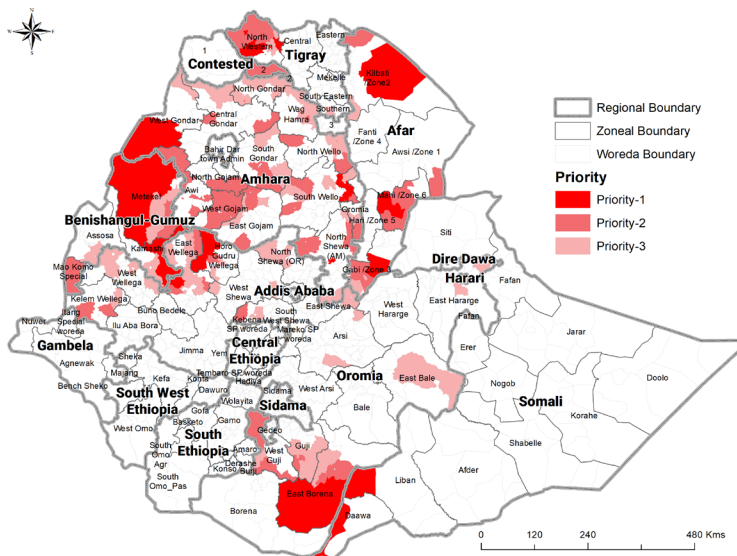 N
W
E
S
Eastern
North
Western
Central
1
Tigray
Contested
2
2
Mekelle
Kilbati
/Zone2
North Gondar
South Eastern
Wag
Hamra
Southern
3
West Gondar
Central
Gondar
Afar
Fanti
/Zone 4
Awsi /Zone 1
Bahir Dar
town Admin
South
Gondar
North Wello
Metekel
Awi
North Gojam
Amhara
South Wello
Mahi /Zone 6
West Gojam
Oromia
Hari /Zone 5
Benishangul-Gumuz
East Gojam
Assosa
Kamashi
East
Wellega
Horo
Gudru
Wellega
North
Shewa (OR)
North
Shewa
(AM)
Siti
Dire Dawa
Mao Komo
Special
West
Wellega
Gabi /Zone 3
Harari
Fafan
Kelem Wellega
West
Shewa
Addis Ababa
East Shewa
West
Hararge
East Hararge
Fafan
Itang
Special
woreda
Buno Bedele
Kebena
SP woreda
South
West Shewa
Mareko SP
woreda
Nuwer
Ilu Aba Bora
Arsi
Erer
Jarar
Gambela
Agnewak
Sheka
Jimma
Yem
Central
Ethiopia
Majang
Kefa
Konta
Tembaro SP woreda
Hadiya
Oromia
East Bale
Nogob
Doolo
Bench Sheko
South West
Ethiopia
Dawuro
Wolayita
Sidama
Sidama
West Arsi
Somali
Korahe
Gofa
Basketo
Gamo
Gedeo
Bale
West Omo
South
Omo
Agr
South
Ethiopia
Amaro
West
Guji
Guji
Shabelle
Derashe
Konso
Burji
Afder
South
Omo_Pas
East Borena
Liban
Borena
Daawa
Regional Boundary
Zoneal Boundary
Woreda Boundary
Priority
Priority-1
Priority-2
Priority-3
0
120
240
480 Kms